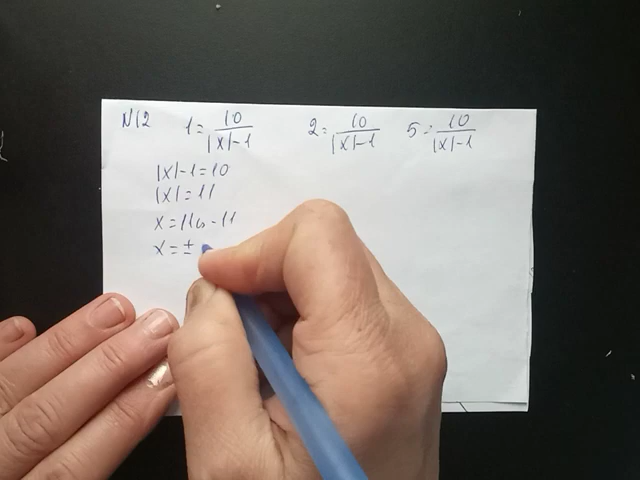 N12 1 = 10/(|x|-1) 2 = 10/(|x|-1) 5 = 10/(|x|-1)
|x|-1=10
|x| = 11
x = 11 -11
x = ±